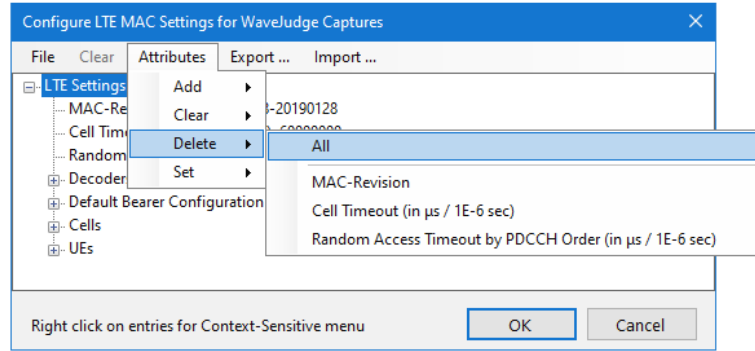 Configure LTE MAC Settings for WaveJudge Captures
File Clear Attributes Export ... Import ...
LTE Settings
Add
MAC-Re
-20190128
Clear
Cell Tim
Delete
All
Random
Set
Decoder
MAC-Revision
Default Bearer Configuration
Cell Timeout (in µs / 1E-6 sec)
Cells
Random Access Timeout by PDCCH Order (in µs / 1E-6 sec)
UEs
Right click on entries for Context-Sensitive menu
OK
Cancel